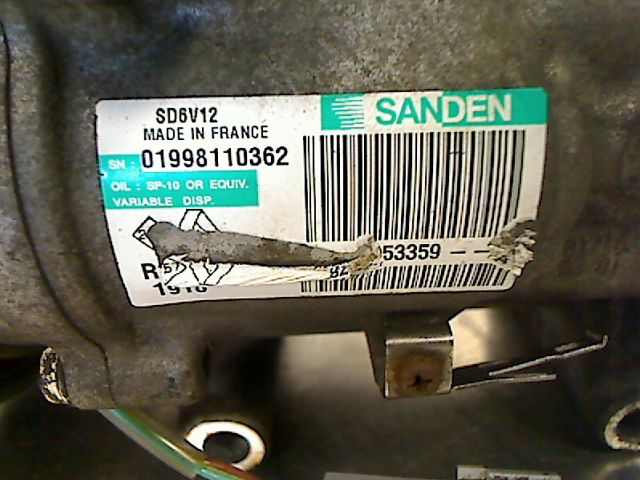 SD6V12
MADE IN FRANCE
SANDEN
SN : 01998110362
OIL : SP-10 OR EQUIV.
VARIABLE DISP.
53359 – –
R